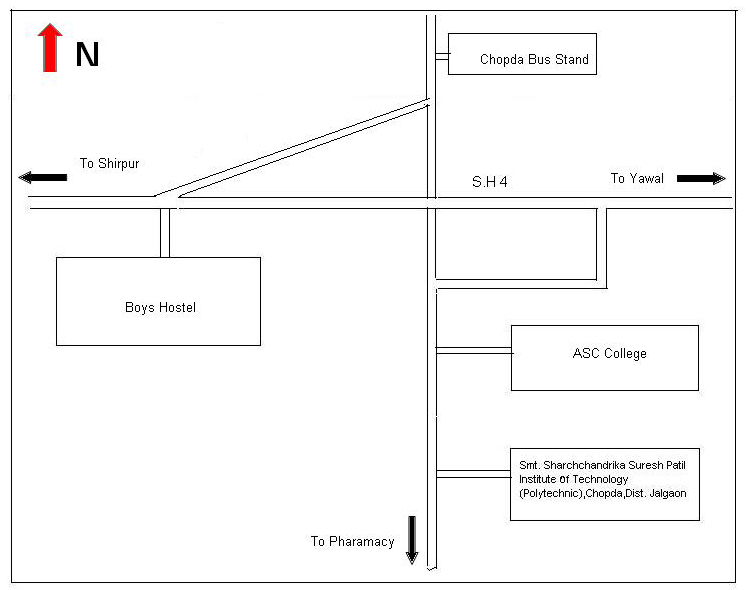 N
Chopda Bus Stand
To Shirpur
S.H 4
To Yawal
Boys Hostel
ASC College
Smt. Sharchchandrika Suresh Patil
Institute of Technology
(Polytechnic),Chopda,Dist. Jalgaon
To Pharamacy